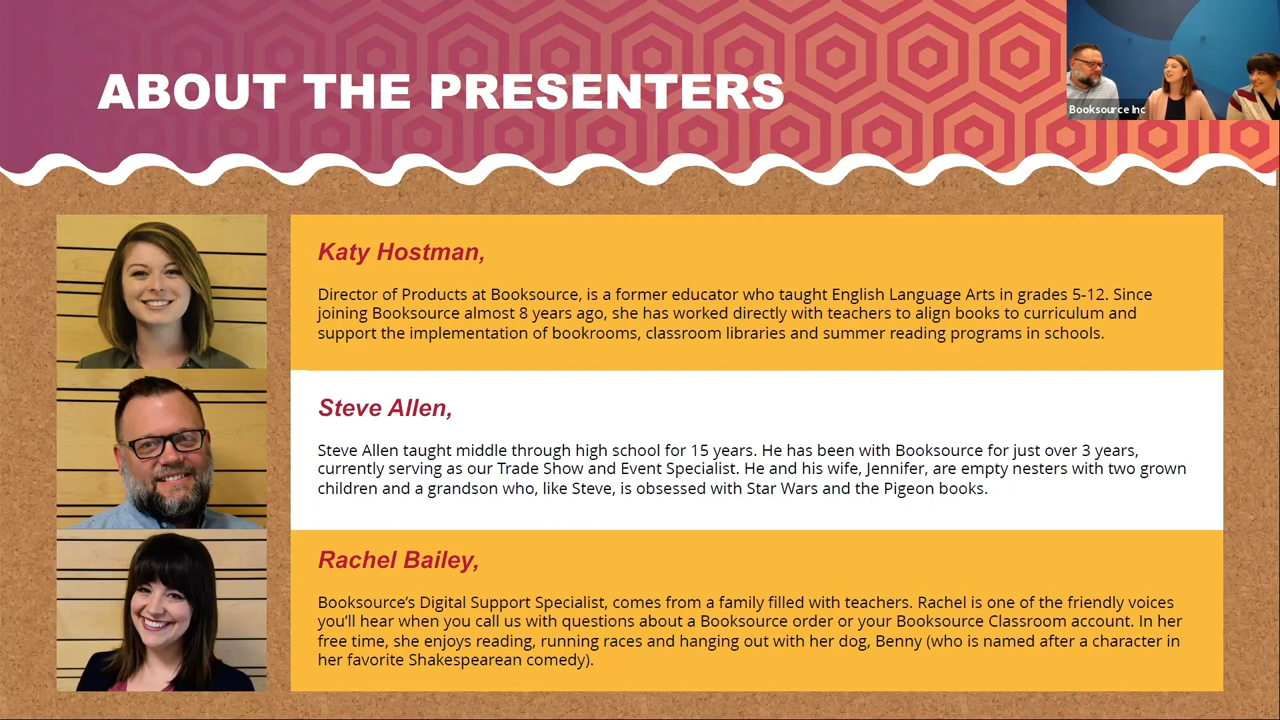 ABOUT THE PRESENTERS
Booksource Inc
Katy Hostman,
Director of Products at Booksource, is a former educator who taught English Language Arts in grades 5-12. Since
joining Booksource almost 8 years ago, she has worked directly with teachers to align books to curriculum and
support the implementation of bookrooms, classroom libraries and summer reading programs in schools.
Steve Allen,
Steve Allen taught middle through high school for 15 years. He has been with Booksource for just over 3 years,
currently serving as our Trade Show and Event Specialist. He and his wife, Jennifer, are empty nesters with two grown
children and a grandson who, like Steve, is obsessed with Star Wars and the Pigeon books.
Rachel Bailey,
Booksource’s Digital Support Specialist, comes from a family filled with teachers. Rachel is one of the friendly voices
you’ll hear when you call us with questions about a Booksource order or your Booksource Classroom account. In her
free time, she enjoys reading, running races and hanging out with her dog, Benny (who is named after a character in
her favorite Shakespearean comedy).